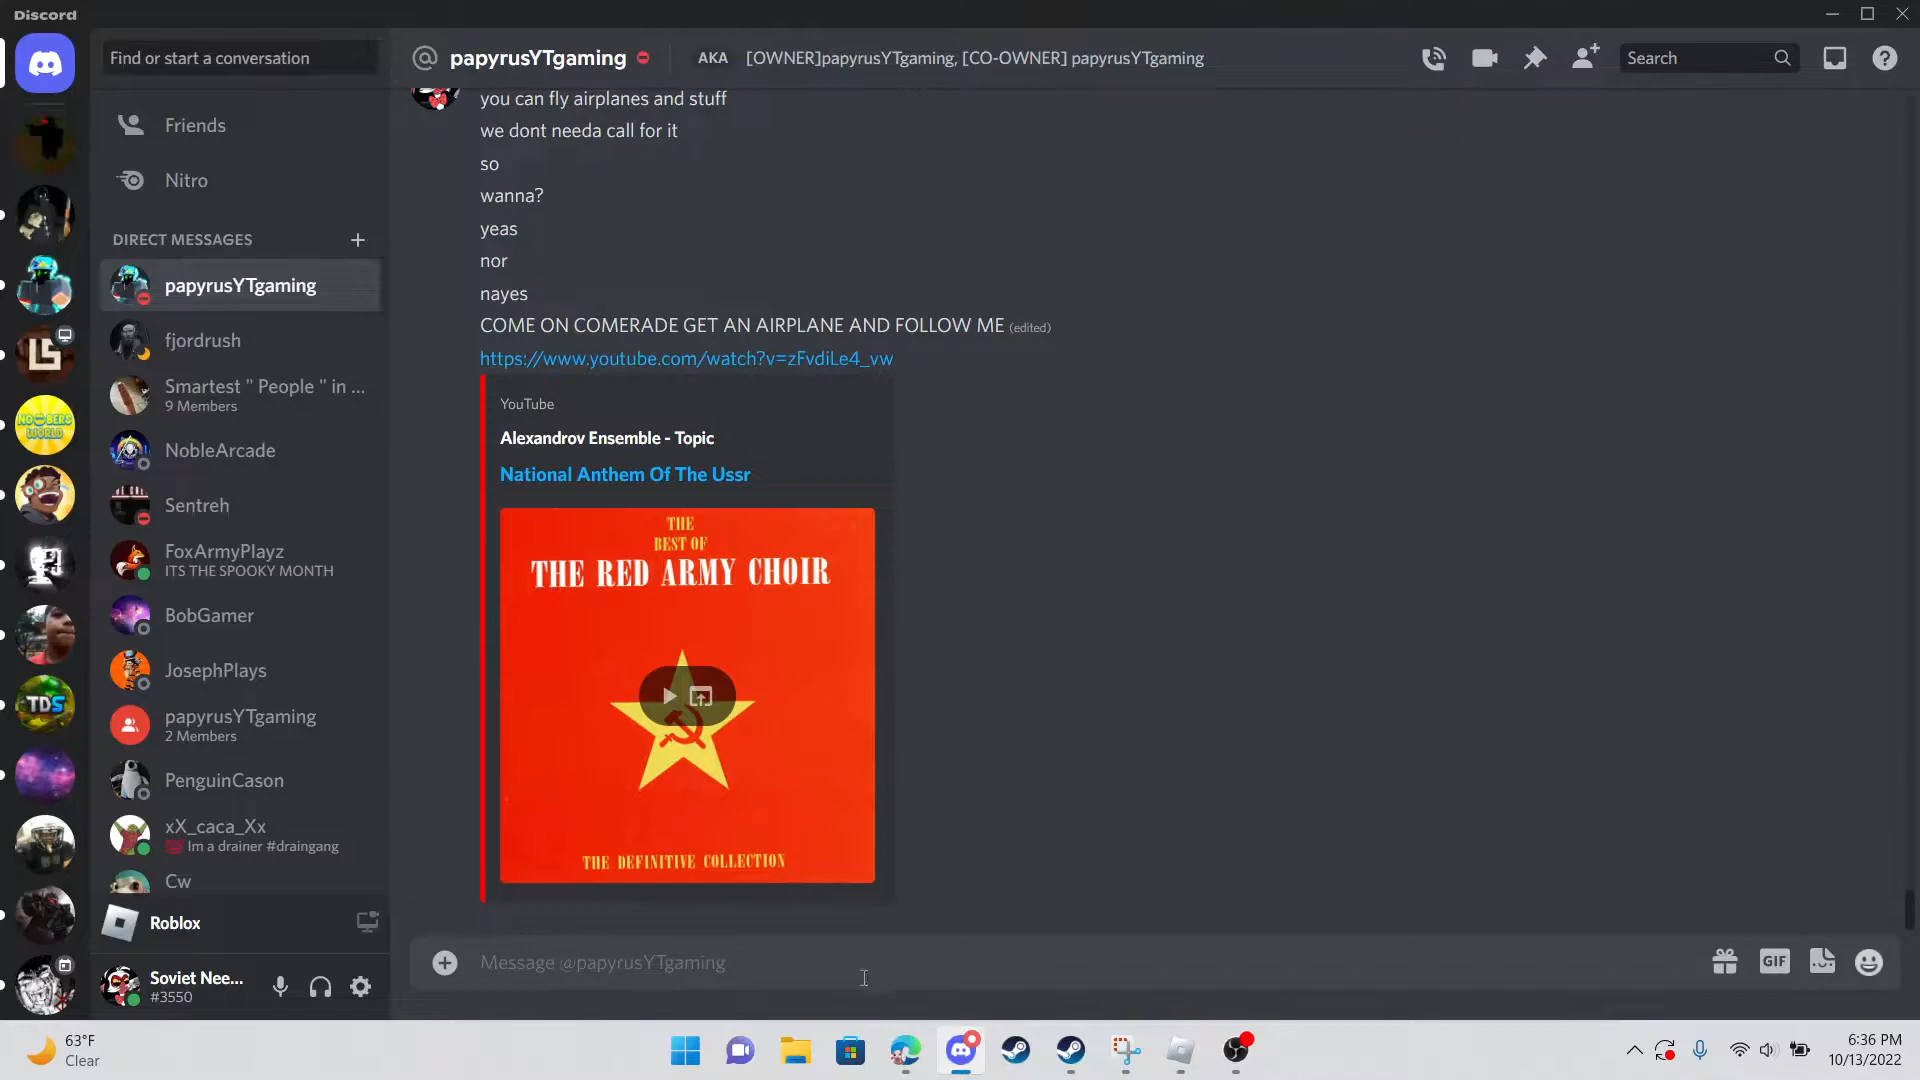 Discord
Find or start a conversation
papyrusYTgaming
AKA [OWNER]papyrusYTgaming, [CO-OWNER] papyrusYTgaming
Search
Friends
Nitro
DIRECT MESSAGES
papyrusYTgaming
fjordrush
Smartest " People " in ...
9 Members
NobleArcade
Sentreh
FoxArmyPlayz
ITS THE SPOOKY MONTH
BobGamer
JosephPlays
papyrusYTgaming
2 Members
PenguinCason
xX_caca_Xx
💯 Im a drainer #draingang
Cw
Roblox
Soviet Nee...
#3550
NOOBERS
WORLD
TDS
you can fly airplanes and stuff
we dont needa call for it
so
wanna?
yeas
nor
nayes
COME ON COMERADE GET AN AIRPLANE AND FOLLOW ME (edited)
https://www.youtube.com/watch?v=zFvdiLe4_vw
YouTube
Alexandrov Ensemble - Topic
National Anthem Of The Ussr
THE
BEST OF
THE RED ARMY CHOIR
THE DEFINITIVE COLLECTION
Message @papyrusYTgaming
GIF
63°F
Clear
6:36 PM
10/13/2022